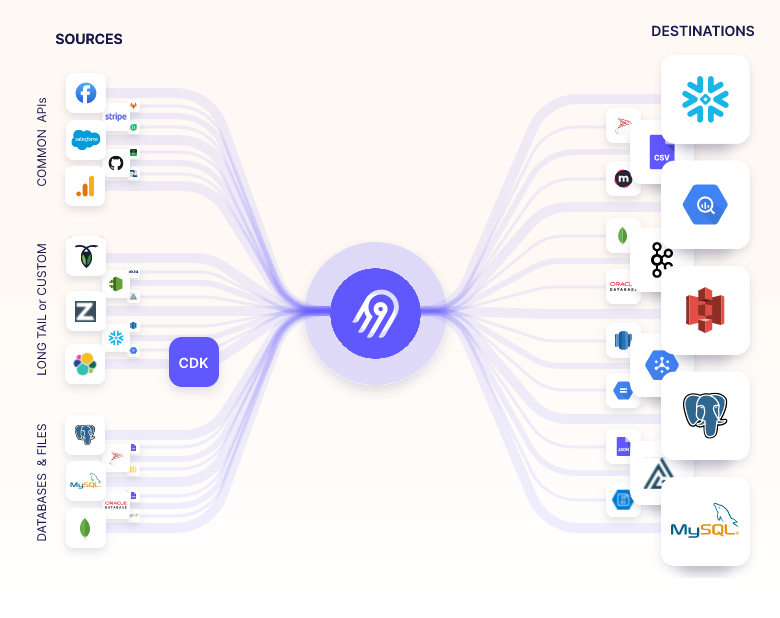 SOURCES
DESTINATIONS
COMMON APIs
stripe
salesforce
LONG TAIL or CUSTOM
CDK
DATABASES & FILES
MySQL
ORACLE
DATABASE
CSV
ORACLE
DATABASE
JSON
MySQL